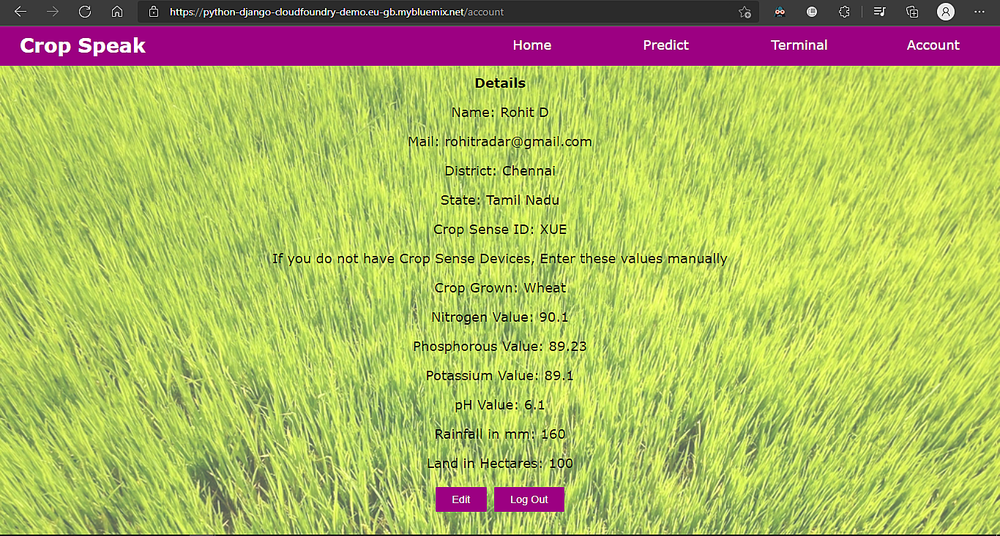 https://python-django-cloudfoundry-demo.eu-gb.mybluemix.net/account
Crop Speak
Home
Predict
Terminal
Account
Details
Name: Rohit D
Mail: rohitradar@gmail.com
District: Chennai
State: Tamil Nadu
Crop Sense ID: XUE
If you do not have Crop Sense Devices, Enter these values manually
Crop Grown: Wheat
Nitrogen Value: 90.1
Phosphorous Value: 89.23
Potassium Value: 89.1
pH Value: 6.1
Rainfall in mm: 160
Land in Hectares: 100
Edit
Log Out